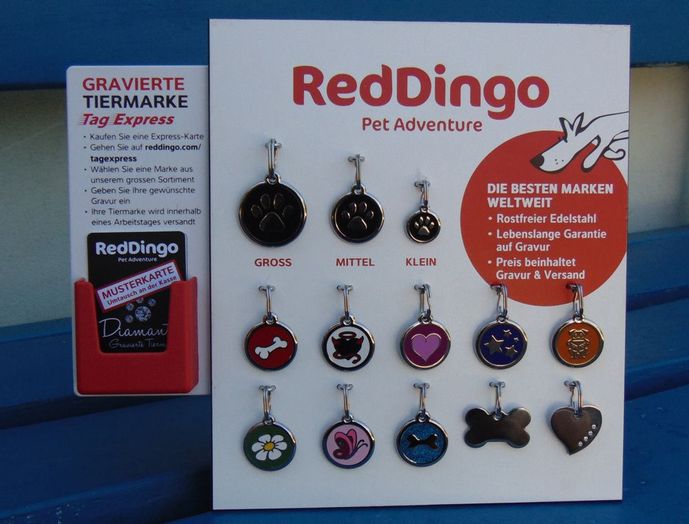 GRAVIERTE
TIERMARKE
Tag Express
• Kaufen Sie eine Express-Karte
• Gehen Sie auf reddingo.com/
tagexpress
• Wählen Sie eine Marke aus
unserem grossen Sortiment
• Geben Sie Ihre gewünschte
Gravur ein
• Ihre Tiermarke wird innerhalb
eines Arbeitstages versandt
RedDingo
Pet Adventure
MUSTERKARTE
Umtausch an der Kasse
Diaman
Gravierte Tierm
RedDingo
Pet Adventure
DIE BESTEN MARKEN
WELTWEIT
• Rostfreier Edelstahl
• Lebenslange Garantie
auf Gravur
• Preis beinhaltet
Gravur & Versand
GROSS MITTEL KLEIN